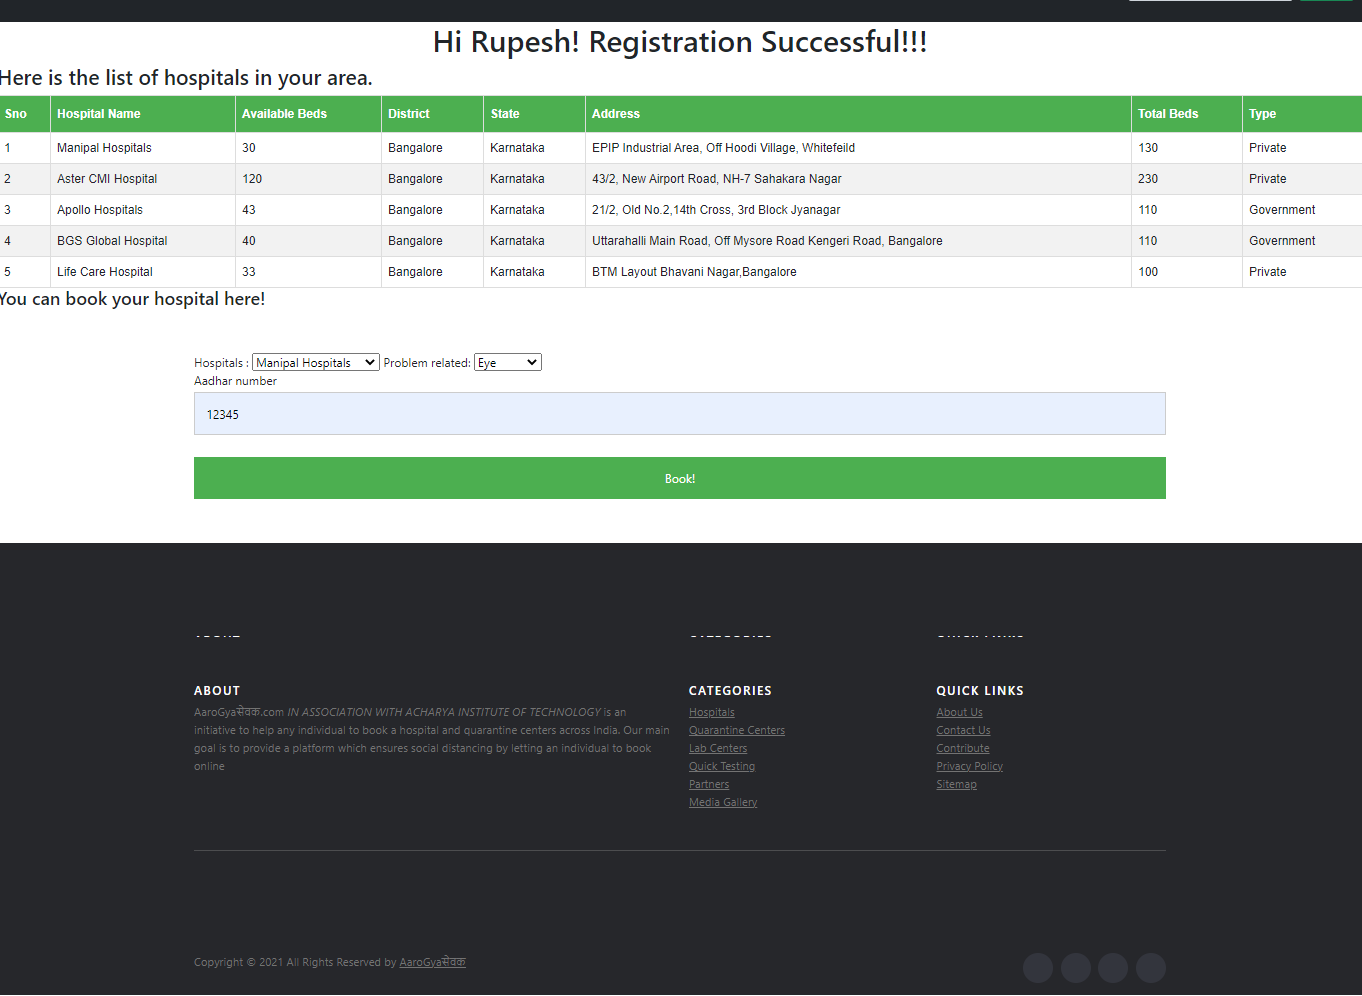 Hi Rupesh! Registration Successful!!!
Here is the list of hospitals in your area.
Sno Hospital Name Available Beds District State Address Total Beds Type
1 Manipal Hospitals 30 Bangalore Karnataka EPIP Industrial Area, Off Hoodi Village, Whitefeild 130 Private
2 Aster CMI Hospital 120 Bangalore Karnataka 43/2, New Airport Road, NH-7 Sahakara Nagar 230 Private
3 Apollo Hospitals 43 Bangalore Karnataka 21/2, Old No.2,14th Cross, 3rd Block Jyanagar 110 Government
4 BGS Global Hospital 40 Bangalore Karnataka Uttarahalli Main Road, Off Mysore Road Kengeri Road, Bangalore 110 Government
5 Life Care Hospital 33 Bangalore Karnataka BTM Layout Bhavani Nagar,Bangalore 100 Private
You can book your hospital here!
Hospitals : Manipal Hospitals Problem related: Eye
Aadhar number
12345
Book!
ABOUT
AaroGyaसेवक.com IN ASSOCIATION WITH ACHARYA INSTITUTE OF TECHNOLOGY is an
initiative to help any individual to book a hospital and quarantine centers across India. Our main
goal is to provide a platform which ensures social distancing by letting an individual to book
online
CATEGORIES
Hospitals
Quarantine Centers
Lab Centers
Quick Testing
Partners
Media Gallery
QUICK LINKS
About Us
Contact Us
Contribute
Privacy Policy
Sitemap
Copyright © 2021 All Rights Reserved by AaroGyaसेवक